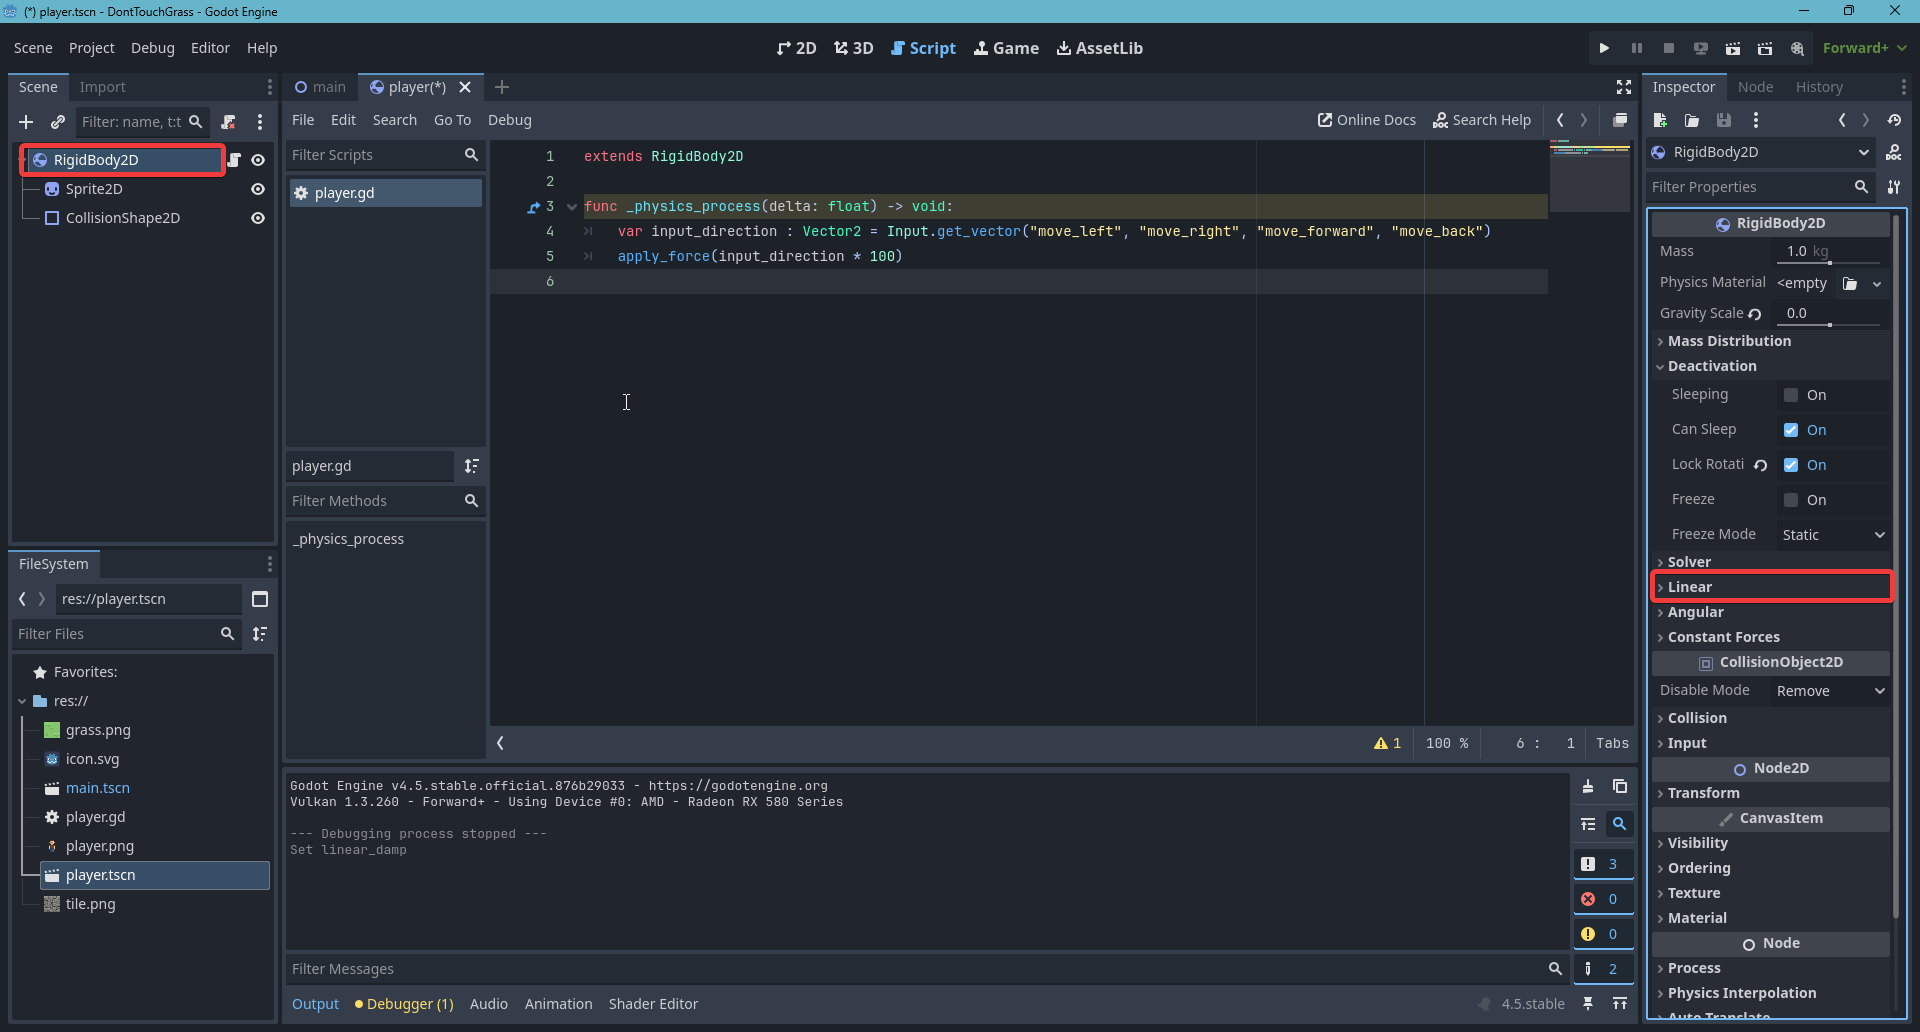 (*) player.tscn - DontTouchGrass - Godot Engine
Scene Project Debug Editor Help
2D 3D Script Game AssetLib
Forward+
Scene Import
Filter: name, t:t
RigidBody2D
Sprite2D
CollisionShape2D
FileSystem
res://player.tscn
Filter Files
Favorites:
res://
grass.png
icon.svg
main.tscn
player.gd
player.png
player.tscn
tile.png
main player(*)
File Edit Search Go To Debug
Online Docs Search Help
Filter Scripts
player.gd
player.gd
Filter Methods
_physics_process
1 extends RigidBody2D
2
3 func _physics_process(delta: float) -> void:
4 var input_direction : Vector2 = Input.get_vector("move_left", "move_right", "move_forward", "move_back")
5 apply_force(input_direction * 100)
6
1 100 % 6 : 1 Tabs
Godot Engine v4.5.stable.official.876b29033 - https://godotengine.org
Vulkan 1.3.260 - Forward+ - Using Device #0: AMD - Radeon RX 580 Series
--- Debugging process stopped ---
Set linear_damp
3
0
0
2
Filter Messages
Output Debugger (1) Audio Animation Shader Editor
4.5.stable
Inspector Node History
RigidBody2D
Filter Properties
RigidBody2D
Mass 1.0 kg
Physics Material <empty
Gravity Scale 0.0
Mass Distribution
Deactivation
Sleeping On
Can Sleep On
Lock Rotati On
Freeze On
Freeze Mode Static
Solver
Linear
Angular
Constant Forces
CollisionObject2D
Disable Mode Remove
Collision
Input
Node2D
Transform
CanvasItem
Visibility
Ordering
Texture
Material
Node
Process
Physics Interpolation
Auto Translate